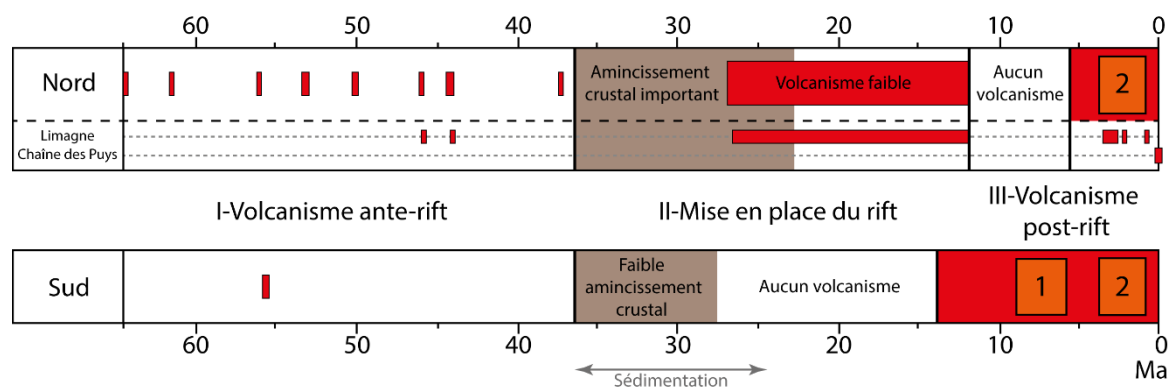 60 50 40 30 20 10 0
Nord
Amincissement
crustal important
Volcanisme faible
Aucun
volcanisme
2
Limagne
Chaîne des Puys
I-Volcanisme ante-rift
II-Mise en place du rift
III-Volcanisme
post-rift
Sud
Faible
amincissement
crustal
Aucun volcanisme
1
2
60 50 40 30 20 10 0
Ma
Sédimentation